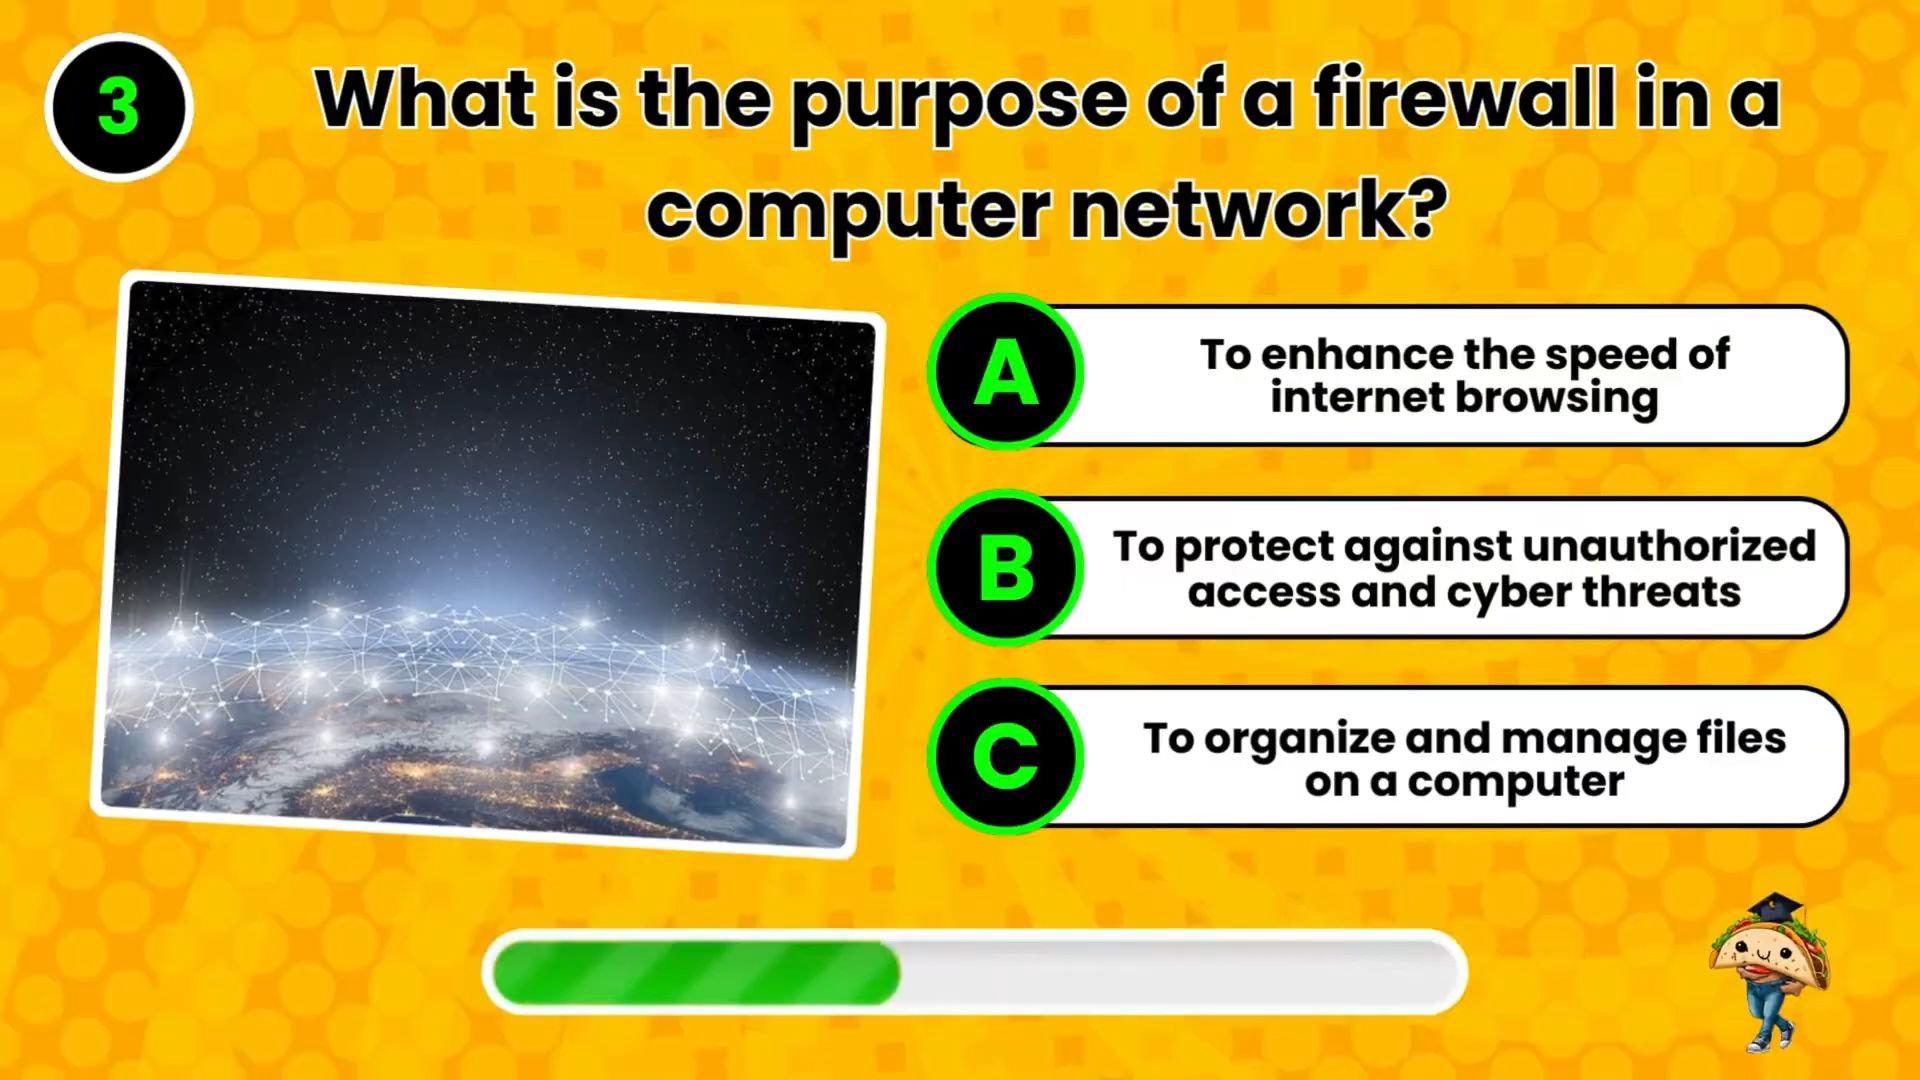 3
What is the purpose of a firewall in a
computer network?
A
To enhance the speed of
internet browsing
B
To protect against unauthorized
access and cyber threats
C
To organize and manage files
on a computer